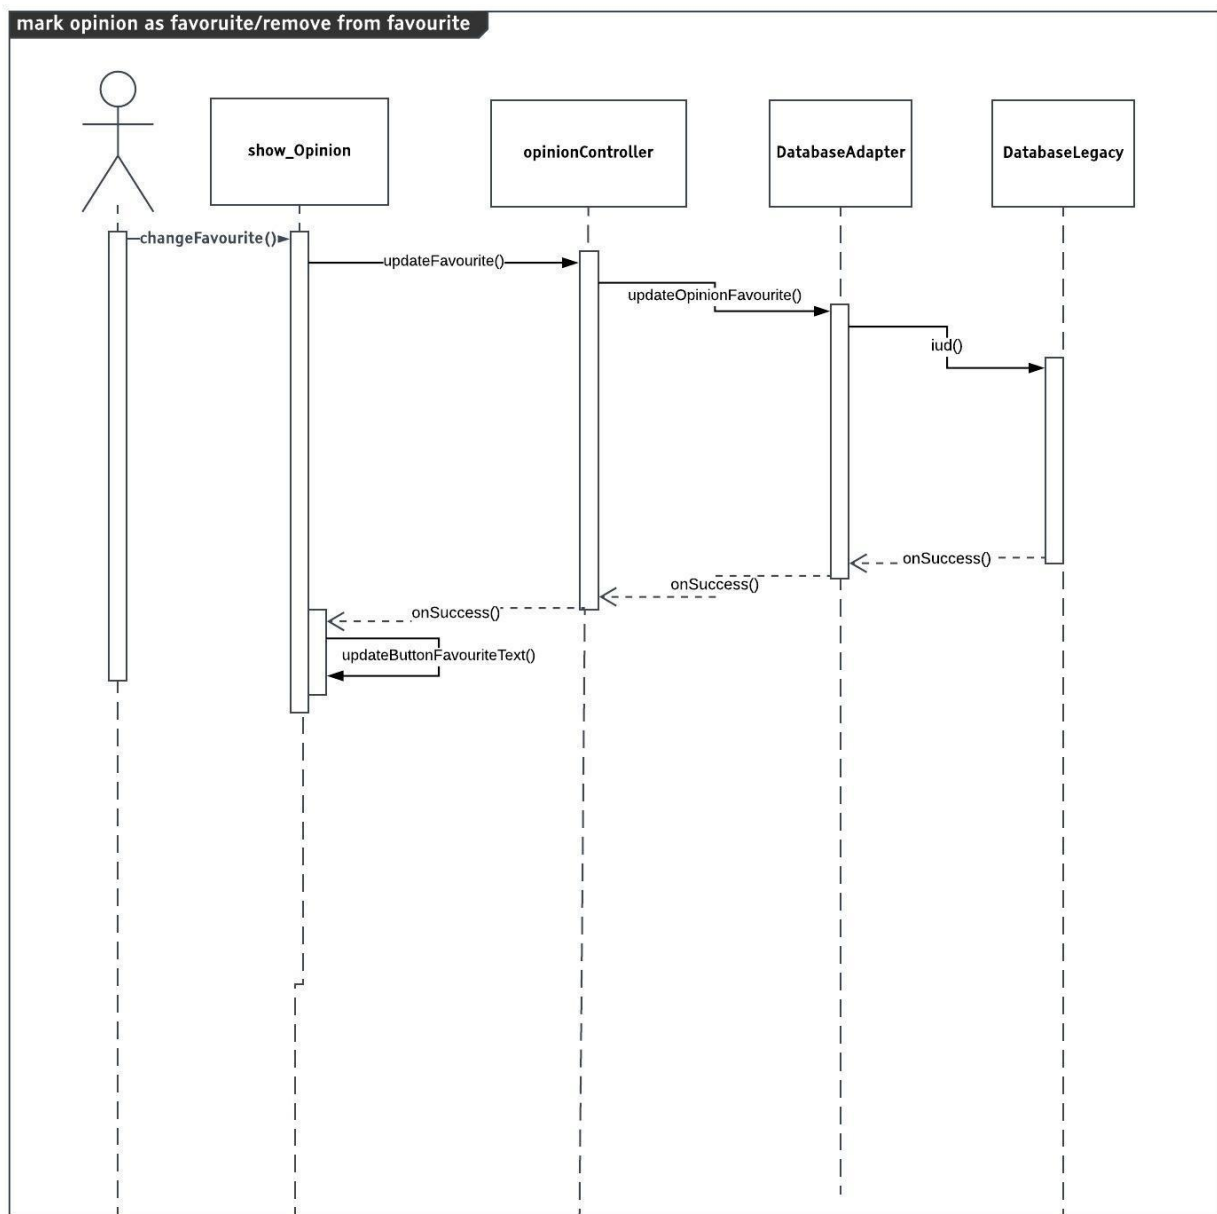 mark opinion as favoruite/remove from favourite
show_Opinion
opinionController
DatabaseAdapter
DatabaseLegacy
changeFavourite()
updateFavourite()
updateOpinionFavourite()
iud()
onSuccess()
onSuccess()
onSuccess()
updateButtonFavouriteText()